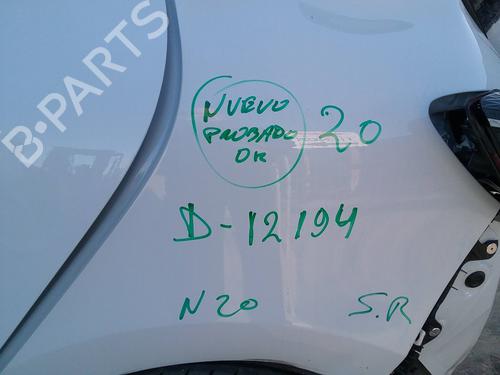 B-PARTS
NUEVO
PROBADO 20
OK
D-12194
N20 S.R